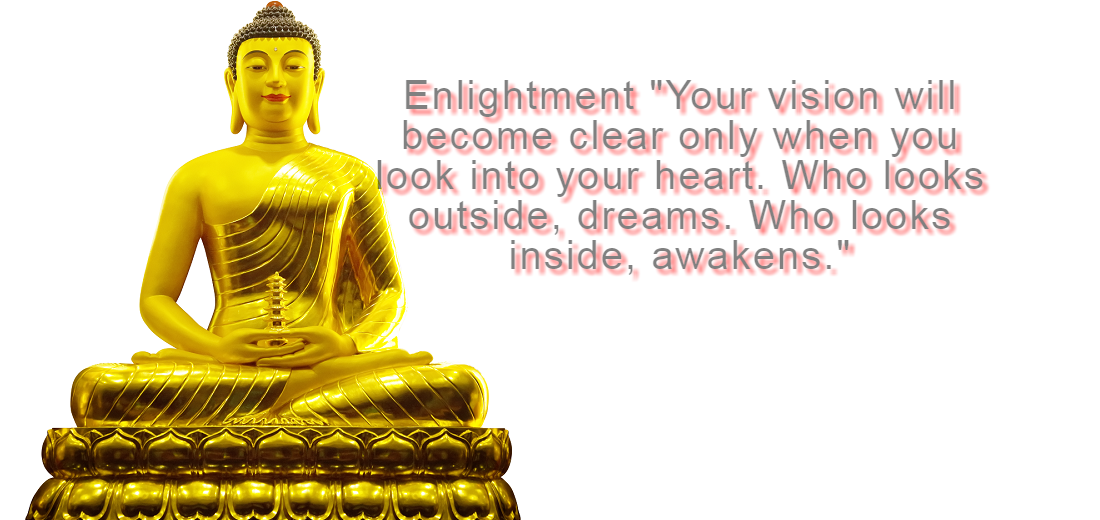 Enlightment "Your vision will
become clear only when you
look into your heart. Who looks
outside, dreams. Who looks
inside, awakens."